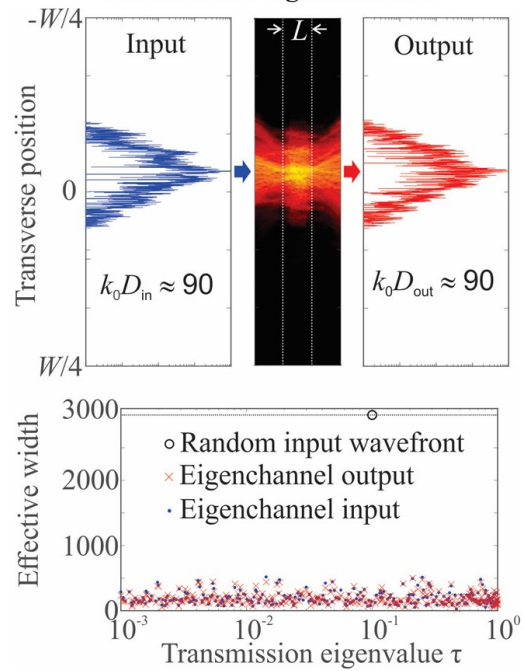 -W/4
Input
L
Output
Transverse position
0
k₀Dᵢₙ ≈ 90
k₀Dₒᵤₜ ≈ 90
W/4
3000
2000
1000
0
Effective width
Random input wavefront
Eigenchannel output
Eigenchannel input
10⁻³
10⁻²
10⁻¹
10⁰
Transmission eigenvalue τ